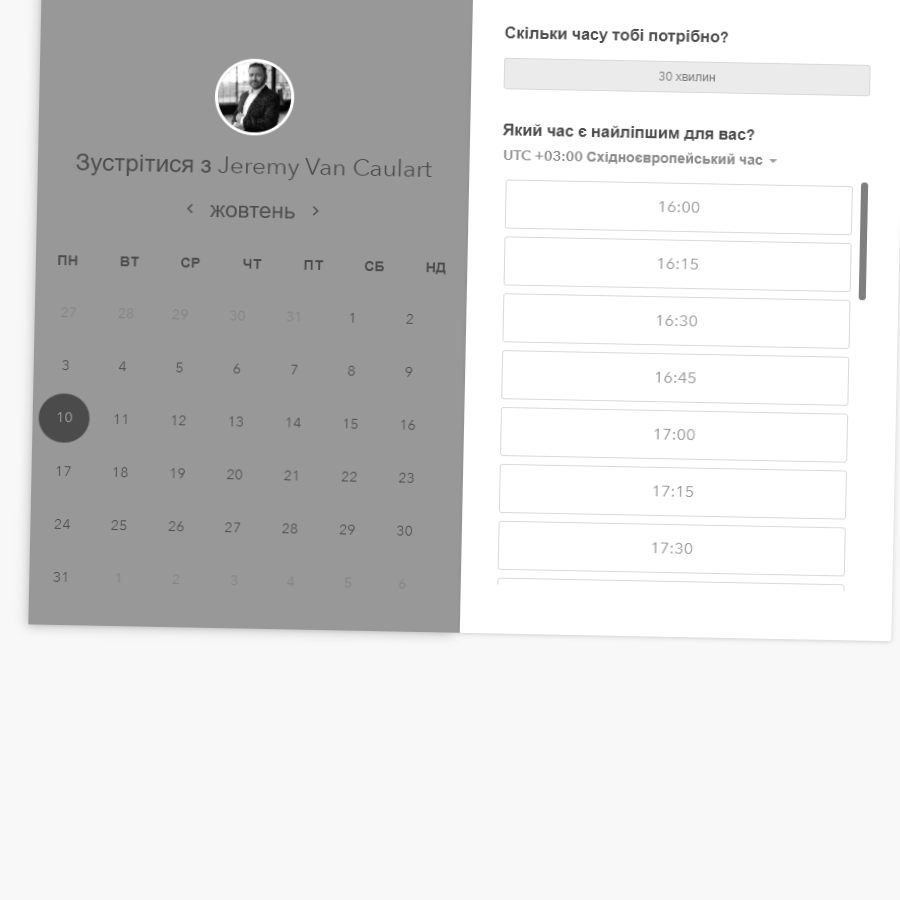 Зустрітися з Jeremy Van Caulart
жовтень
ПН ВТ СР ЧТ ПТ СБ НД
27 28 29 30 31 1 2
3 4 5 6 7 8 9
10 11 12 13 14 15 16
17 18 19 20 21 22 23
24 25 26 27 28 29 30
31 1 2 3 4 5 6
Скільки часу тобі потрібно?
30 хвилин
Який час є найліпшим для вас?
UTC +03:00 Східноєвропейський час
16:00
16:15
16:30
16:45
17:00
17:15
17:30